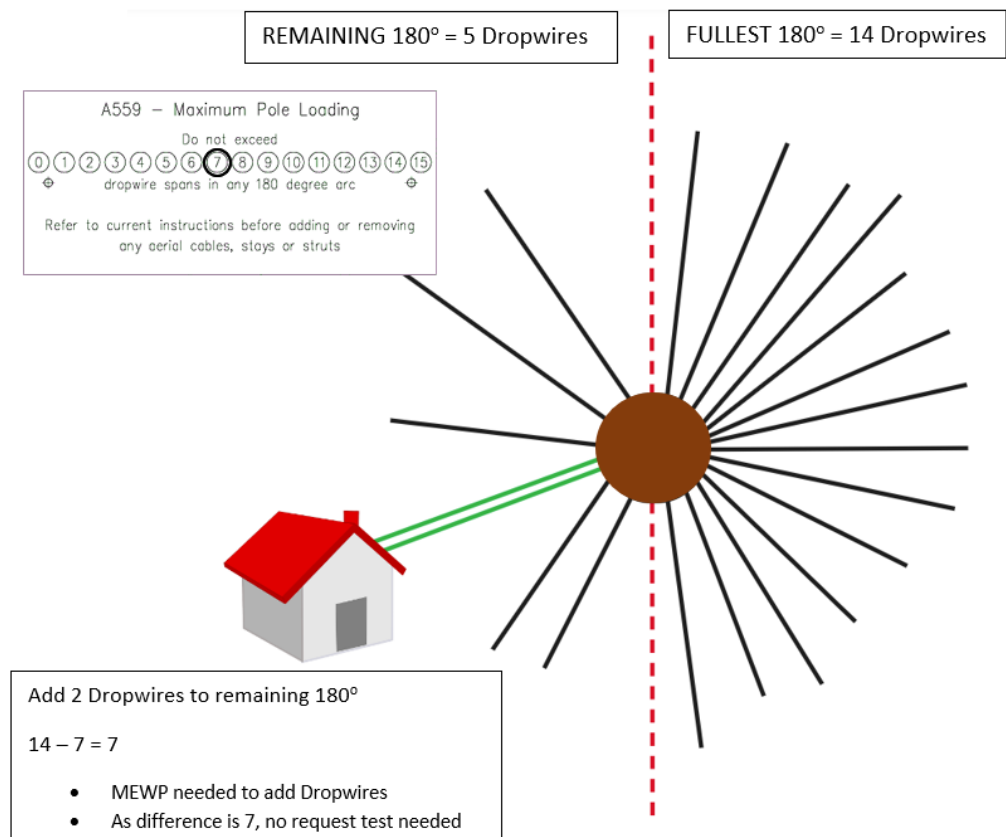 REMAINING 180° = 5 Dropwires
FULLEST 180° = 14 Dropwires
A559 – Maximum Pole Loading
Do not exceed
0 1 2 3 4 5 6 7 8 9 10 11 12 13 14 15
dropwire spans in any 180 degree arc
Refer to current instructions before adding or removing
any aerial cables, stays or struts
Add 2 Dropwires to remaining 180°
14 – 7 = 7
• MEWP needed to add Dropwires
• As difference is 7, no request test needed